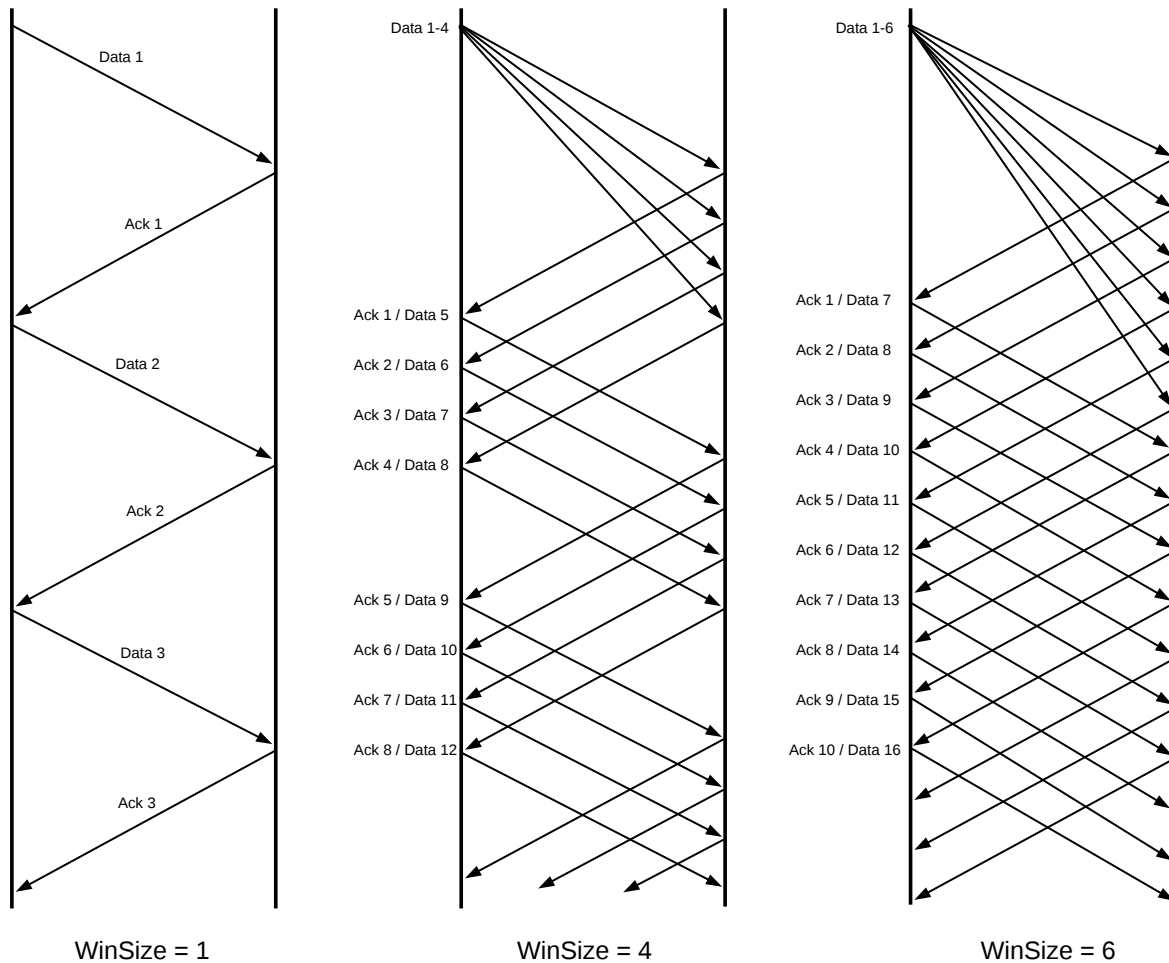 Data 1
Ack 1
Data 2
Ack 2
Data 3
Ack 3
WinSize = 1
Data 1-4
Ack 1 / Data 5
Ack 2 / Data 6
Ack 3 / Data 7
Ack 4 / Data 8
Ack 5 / Data 9
Ack 6 / Data 10
Ack 7 / Data 11
Ack 8 / Data 12
WinSize = 4
Data 1-6
Ack 1 / Data 7
Ack 2 / Data 8
Ack 3 / Data 9
Ack 4 / Data 10
Ack 5 / Data 11
Ack 6 / Data 12
Ack 7 / Data 13
Ack 8 / Data 14
Ack 9 / Data 15
Ack 10 / Data 16
WinSize = 6